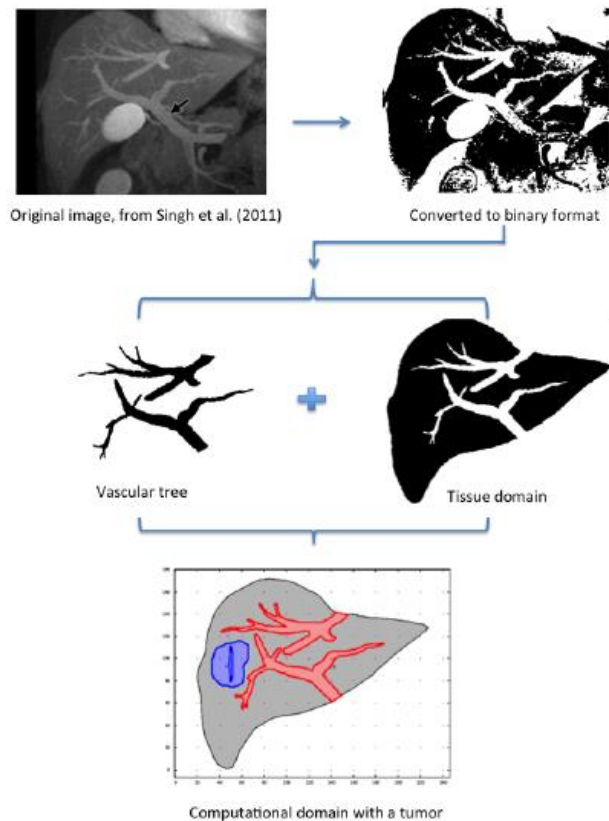 Original image, from Singh et al. (2011)
Converted to binary format
Vascular tree
Tissue domain
Computational domain with a tumor